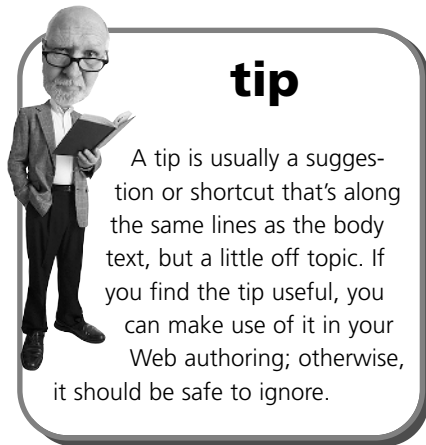 tip
A tip is usually a sugges-
tion or shortcut that's along
the same lines as the body
text, but a little off topic. If
you find the tip useful, you
can make use of it in your
Web authoring; otherwise,
it should be safe to ignore.